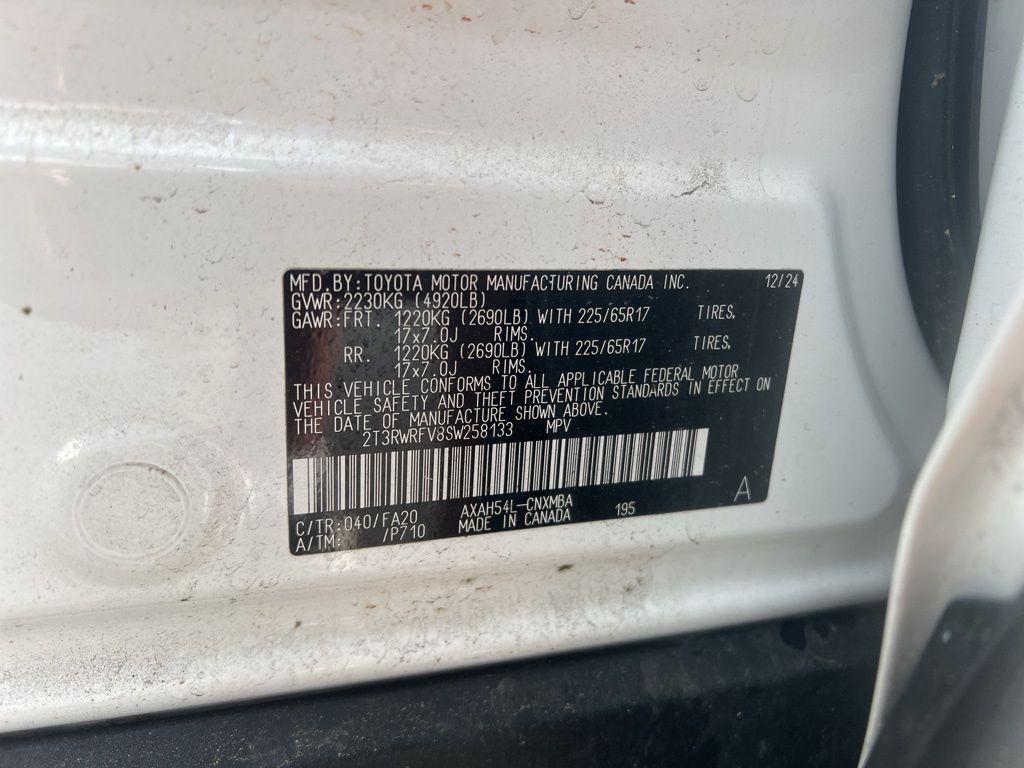 MFD.BY:TOYOTA MOTOR MANUFACTURING CANADA INC. 12/24
GVWR:2230KG (4920LB)
GAWR:FRT. 1220KG (2690LB) WITH 225/65R17 TIRES,
17x7.0J RIMS.
RR. 1220KG (2690LB) WITH 225/65R17 TIRES,
17x7.0J RIMS.
THIS VEHICLE CONFORMS TO ALL APPLICABLE FEDERAL MOTOR
VEHICLE SAFETY AND THEFT PREVENTION STANDARDS IN EFFECT ON
THE DATE OF MANUFACTURE SHOWN ABOVE.
2T3RWRFV8SW258133 MPV
C/TR:040/FA20 AXAH54L-CNXMBA 195 A
A/TM: /P710 MADE IN CANADA